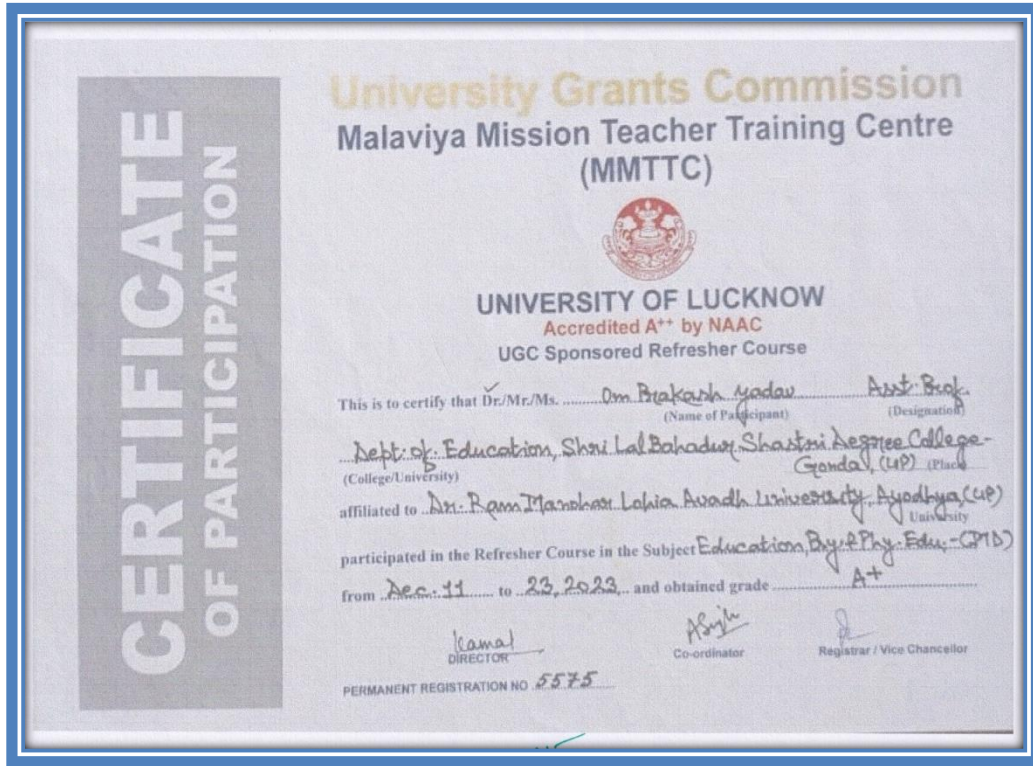 CERTIFICATE
OF PARTICIPATION
University Grants Commission
Malaviya Mission Teacher Training Centre
(MMTTC)
UNIVERSITY OF LUCKNOW
Accredited A++ by NAAC
UGC Sponsored Refresher Course
This is to certify that Dr./Mr./Ms. Om Prakash Yadav Asst. Prof.
(Name of Participant) (Designation)
Dept. of Education, Shri Lal Bahadur Shastri Degree College-
Gonda, (UP) (Place)
(College/University)
affiliated to Dr. Ram Manohar Lohia Avadh University, Ayodhya, (UP)
University
participated in the Refresher Course in the Subject Education, Psy. & Phy. Edu.-
from Dec. 11 to 23, 2023, and obtained grade A+
Kamal
DIRECTOR
Co-ordinator
Registrar / Vice Chancellor
PERMANENT REGISTRATION NO 5575